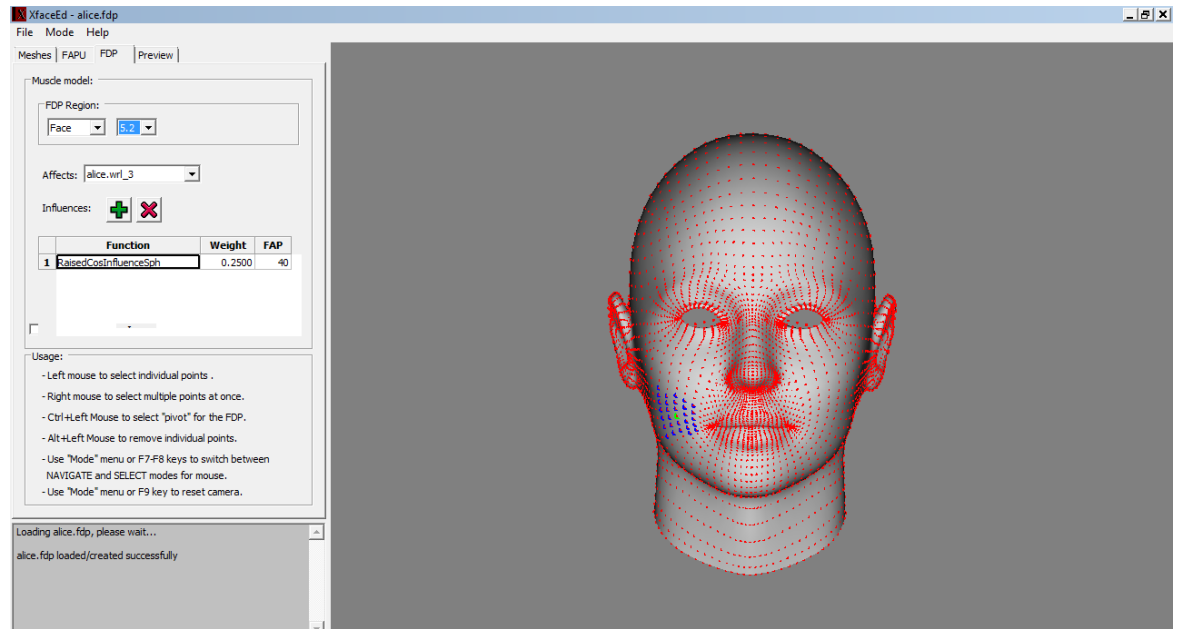 XfaceEd - alice.fdp
File Mode Help
Meshes FAPU FDP Preview
Muscle model:
FDP Region:
Face 5.2
Affects: alice.wrl_3
Influences:
Function Weight FAP
1 RaisedCosInfluenceSph 0.2500 40
Usage:
- Left mouse to select individual points .
- Right mouse to select multiple points at once.
- Ctrl+Left Mouse to select "pivot" for the FDP.
- Alt+Left Mouse to remove individual points.
- Use "Mode" menu or F7-F8 keys to switch between
NAVIGATE and SELECT modes for mouse.
- Use "Mode" menu or F9 key to reset camera.
Loading alice.fdp, please wait...
alice.fdp loaded/created successfully